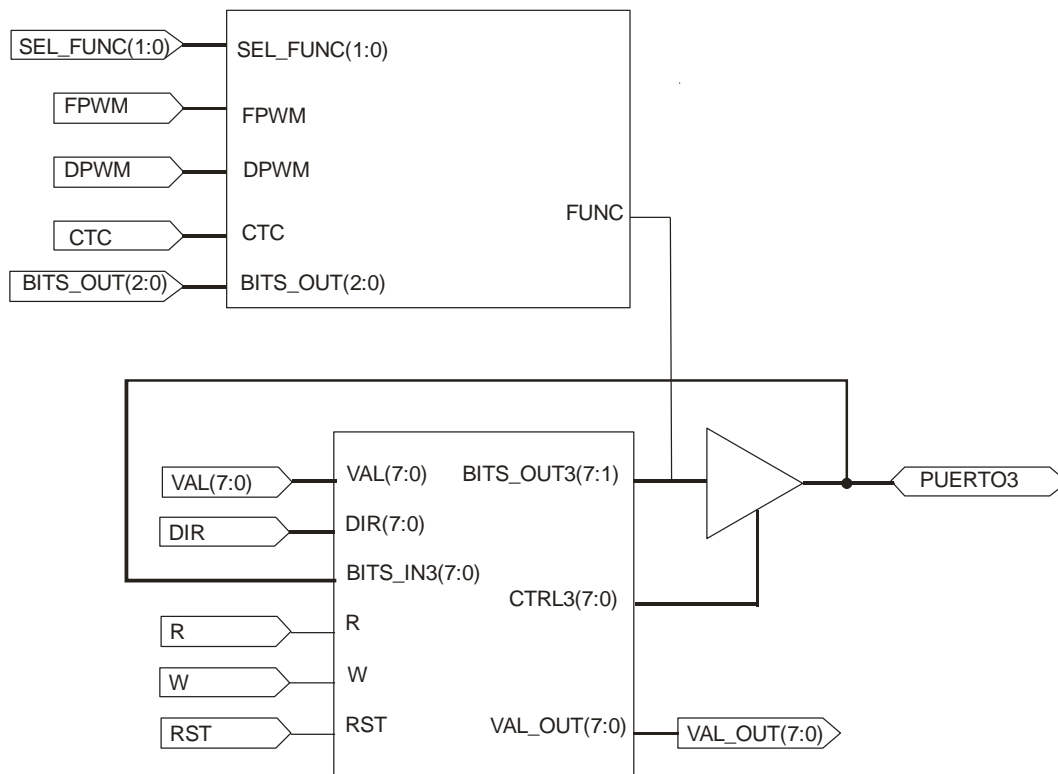 SEL_FUNC(1:0) SEL_FUNC(1:0)
FPWM FPWM
DPWM DPWM
FUNC
CTC CTC
BITS_OUT(2:0) BITS_OUT(2:0)
VAL(7:0) VAL(7:0) BITS_OUT3(7:1) PUERTO3
DIR DIR(7:0)
BITS_IN3(7:0)
CTRL3(7:0)
R R
W W
RST RST VAL_OUT(7:0) VAL_OUT(7:0)